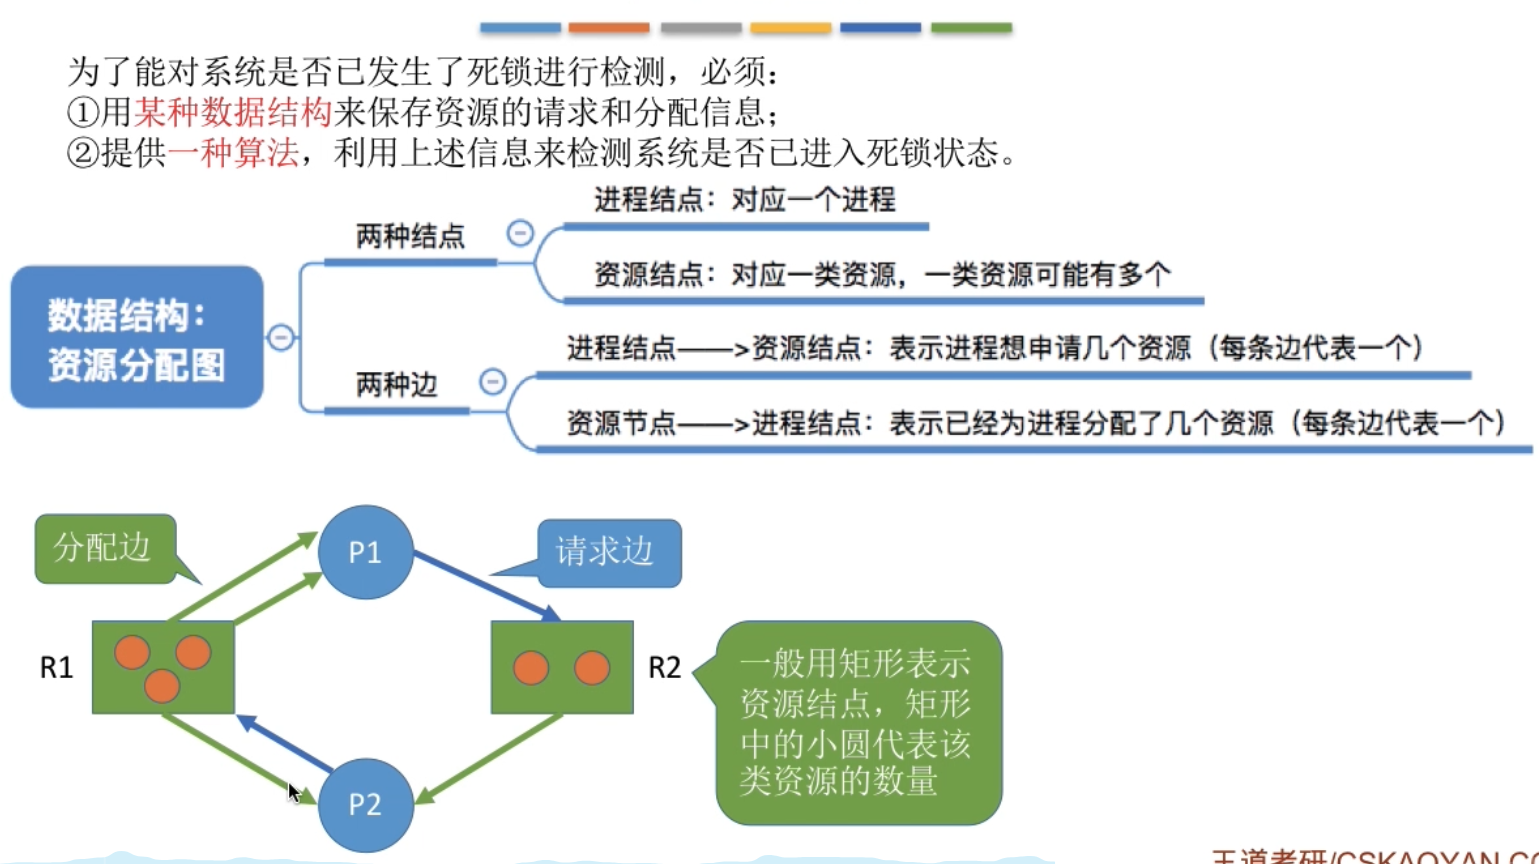 为了能对系统是否已发生了死锁进行检测，必须：
①用某种数据结构来保存资源的请求和分配信息；
②提供一种算法，利用上述信息来检测系统是否已进入死锁状态。
进程结点：对应一个进程
两种结点
资源结点：对应一类资源，一类资源可能有多个
数据结构：
资源分配图
进程结点——>资源结点：表示进程想申请几个资源（每条边代表一个）
两种边
资源节点——>进程结点：表示已经为进程分配了几个资源（每条边代表一个）
分配边
P1
请求边
R1
R2
一般用矩形表示
资源结点，矩形
中的小圆代表该
类资源的数量
P2
王道考研/CSKAOYAN.CO